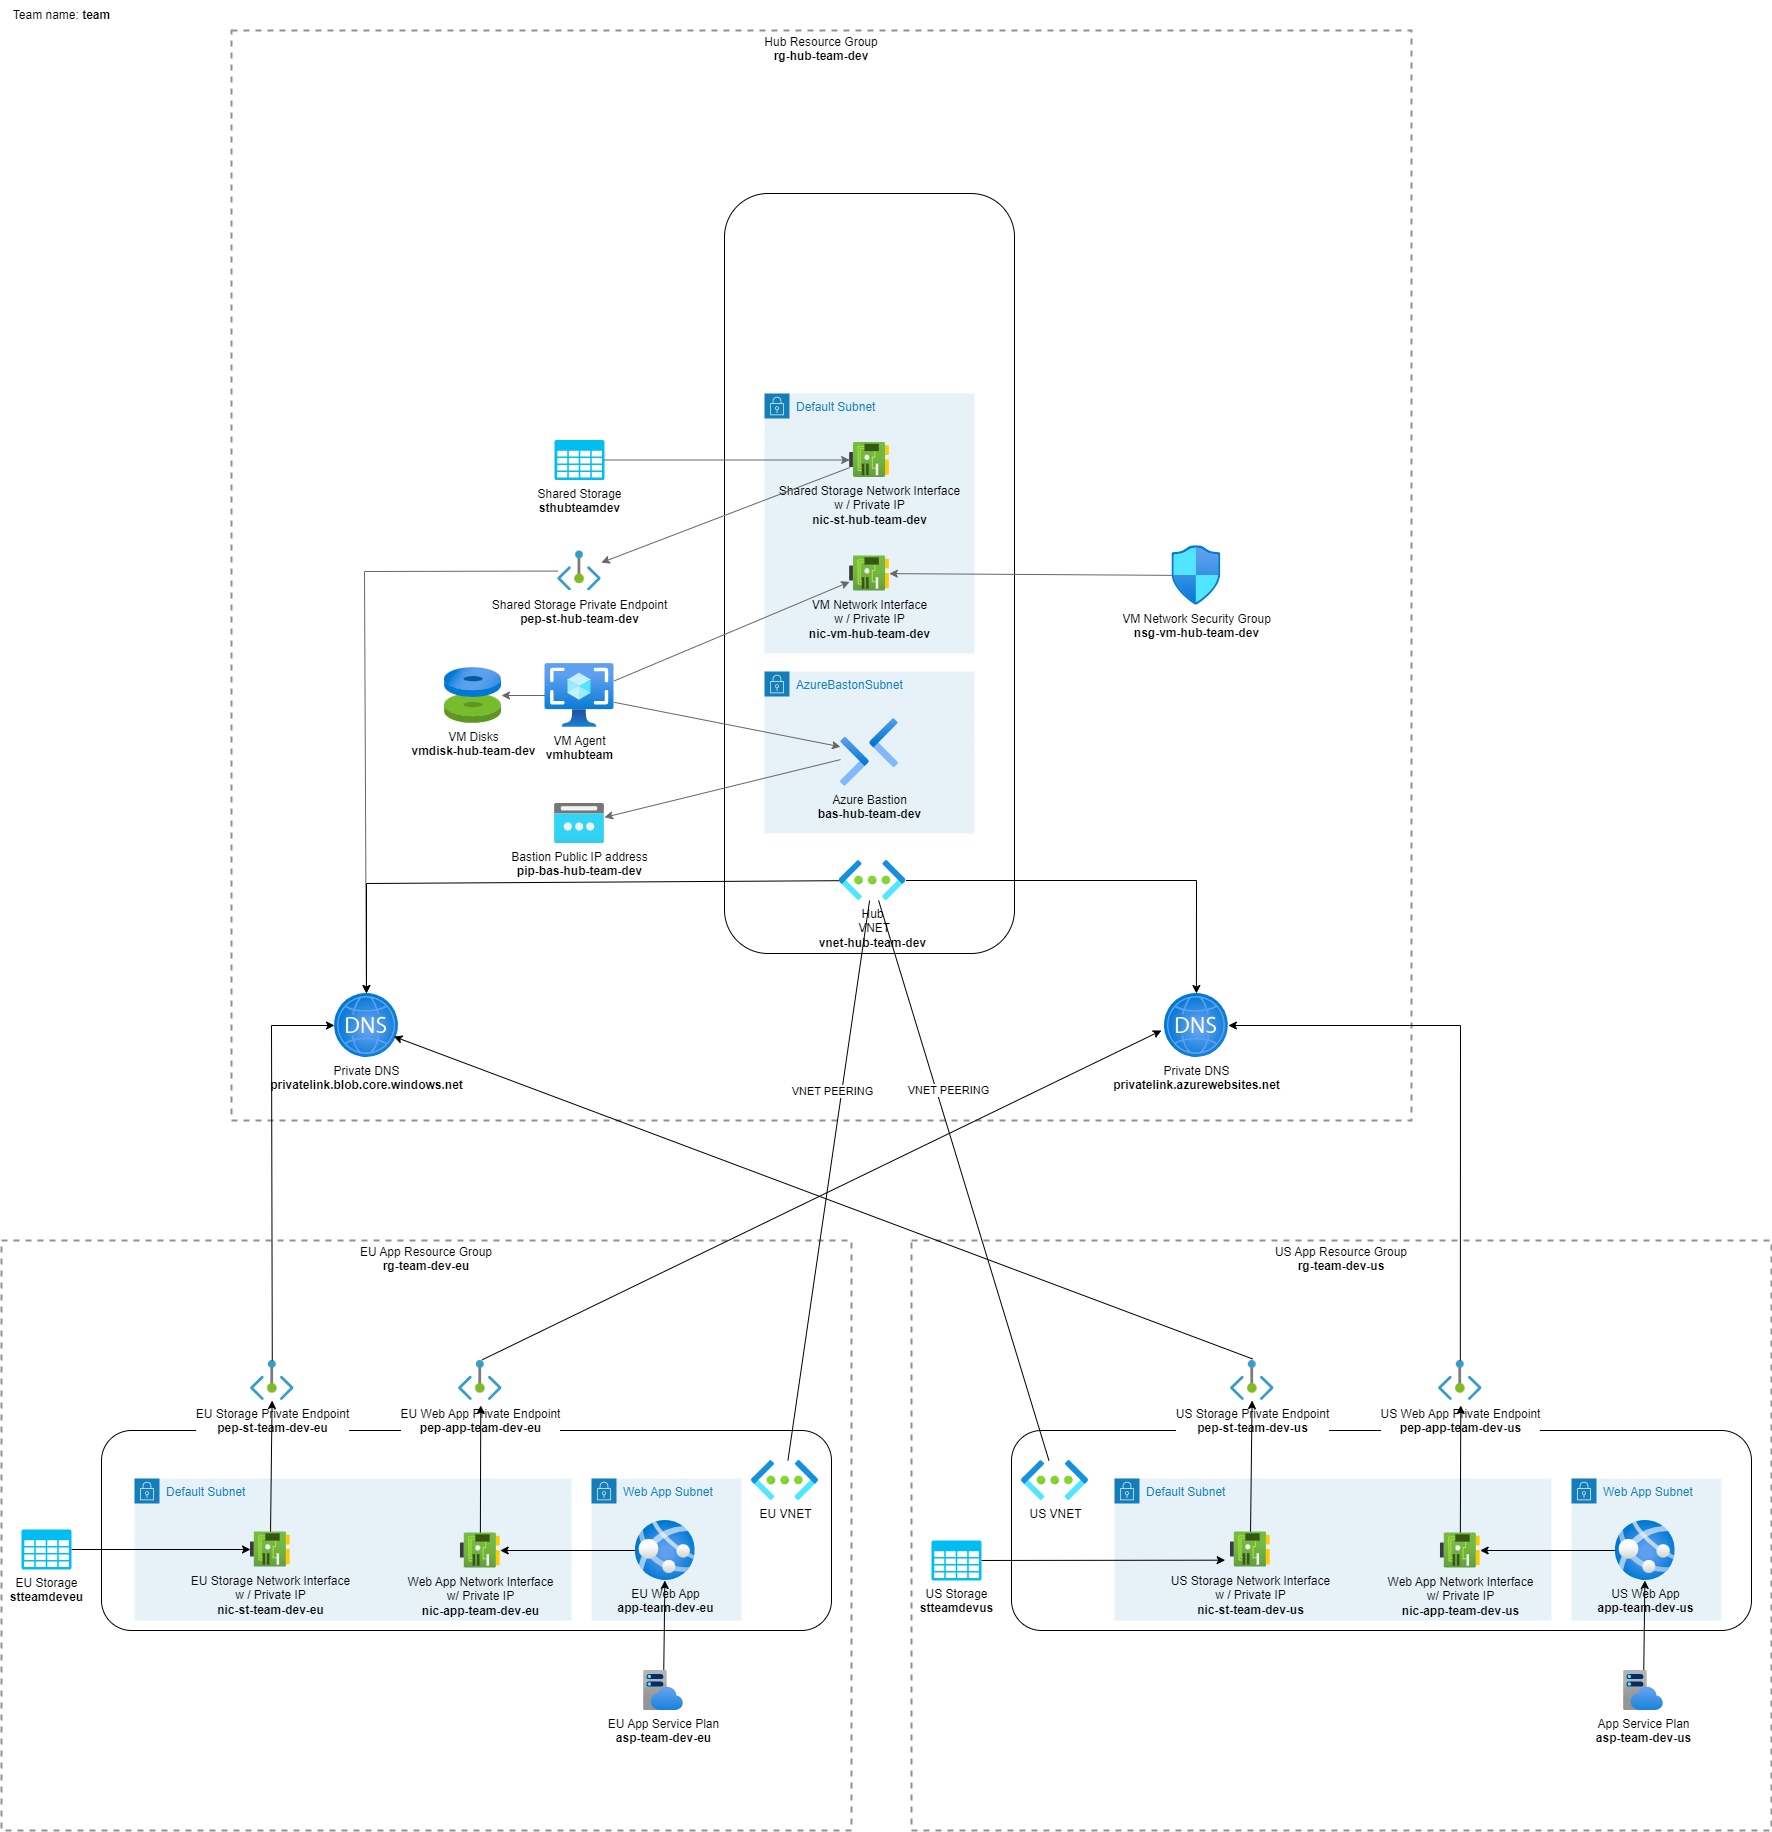 Team name: team
Hub Resource Group
rg-hub-team-dev
Default Subnet
Shared Storage
sthubteamdev
Shared Storage Network Interface
w / Private IP
nic-st-hub-team-dev
Shared Storage Private Endpoint
pep-st-hub-team-dev
VM Network Interface
w / Private IP
nic-vm-hub-team-dev
VM Network Security Group
nsg-vm-hub-team-dev
AzureBastonSubnet
VM Disks
vmdisk-hub-team-dev
VM Agent
vmhubteam
Azure Bastion
bas-hub-team-dev
Bastion Public IP address
pip-bas-hub-team-dev
Hub
VNET
vnet-hub-team-dev
DNS
Private DNS
privatelink.blob.core.windows.net
DNS
Private DNS
privatelink.azurewebsites.net
VNET PEERING
VNET PEERING
EU App Resource Group
rg-team-dev-eu
US App Resource Group
rg-team-dev-us
EU Storage Private Endpoint
pep-st-team-dev-eu
EU Web App Private Endpoint
pep-app-team-dev-eu
US Storage Private Endpoint
pep-st-team-dev-us
US Web App Private Endpoint
pep-app-team-dev-us
Default Subnet
Web App Subnet
EU VNET
US VNET
Default Subnet
Web App Subnet
EU Storage
stteamdeveu
EU Storage Network Interface
w / Private IP
nic-st-team-dev-eu
Web App Network Interface
w/ Private IP
nic-app-team-dev-eu
EU Web App
app-team-dev-eu
US Storage
stteamdevus
US Storage Network Interface
w / Private IP
nic-st-team-dev-us
Web App Network Interface
w/ Private IP
nic-app-team-dev-us
US Web App
app-team-dev-us
EU App Service Plan
asp-team-dev-eu
App Service Plan
asp-team-dev-us